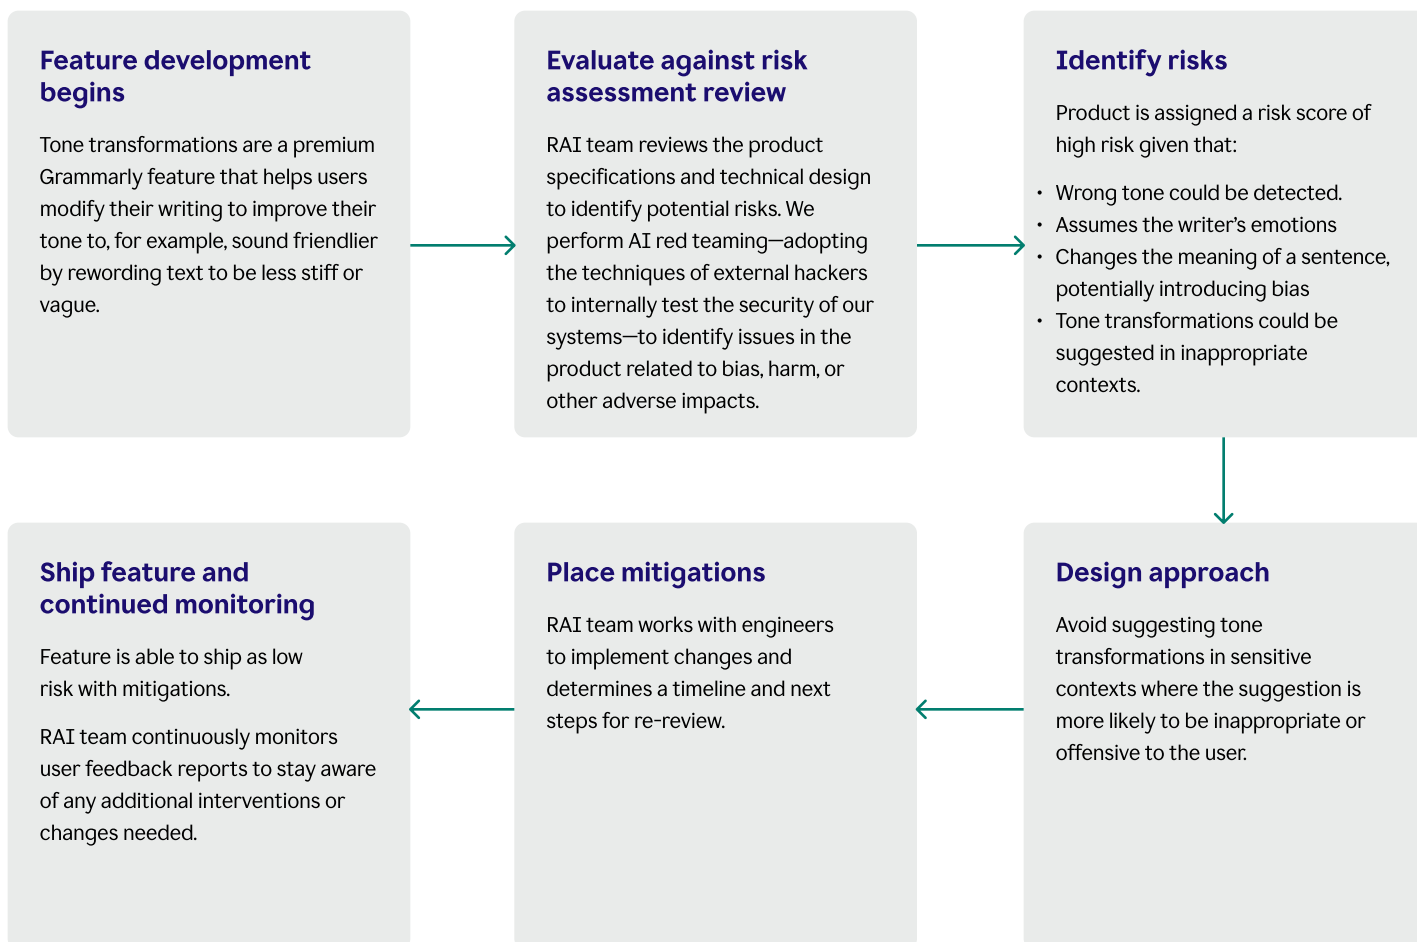 Feature development
begins
Tone transformations are a premium
Grammarly feature that helps users
modify their writing to improve their
tone to, for example, sound friendlier
by rewording text to be less stiff or
vague.
Evaluate against risk
assessment review
RAI team reviews the product
specifications and technical design
to identify potential risks. We
perform AI red teaming—adopting
the techniques of external hackers
to internally test the security of our
systems—to identify issues in the
product related to bias, harm, or
other adverse impacts.
Identify risks
Product is assigned a risk score of
high risk given that:
• Wrong tone could be detected.
• Assumes the writer’s emotions
• Changes the meaning of a sentence,
potentially introducing bias
• Tone transformations could be
suggested in inappropriate
contexts.
Design approach
Avoid suggesting tone
transformations in sensitive
contexts where the suggestion is
more likely to be inappropriate or
offensive to the user.
Place mitigations
RAI team works with engineers
to implement changes and
determines a timeline and next
steps for re-review.
Ship feature and
continued monitoring
Feature is able to ship as low
risk with mitigations.
RAI team continuously monitors
user feedback reports to stay aware
of any additional interventions or
changes needed.